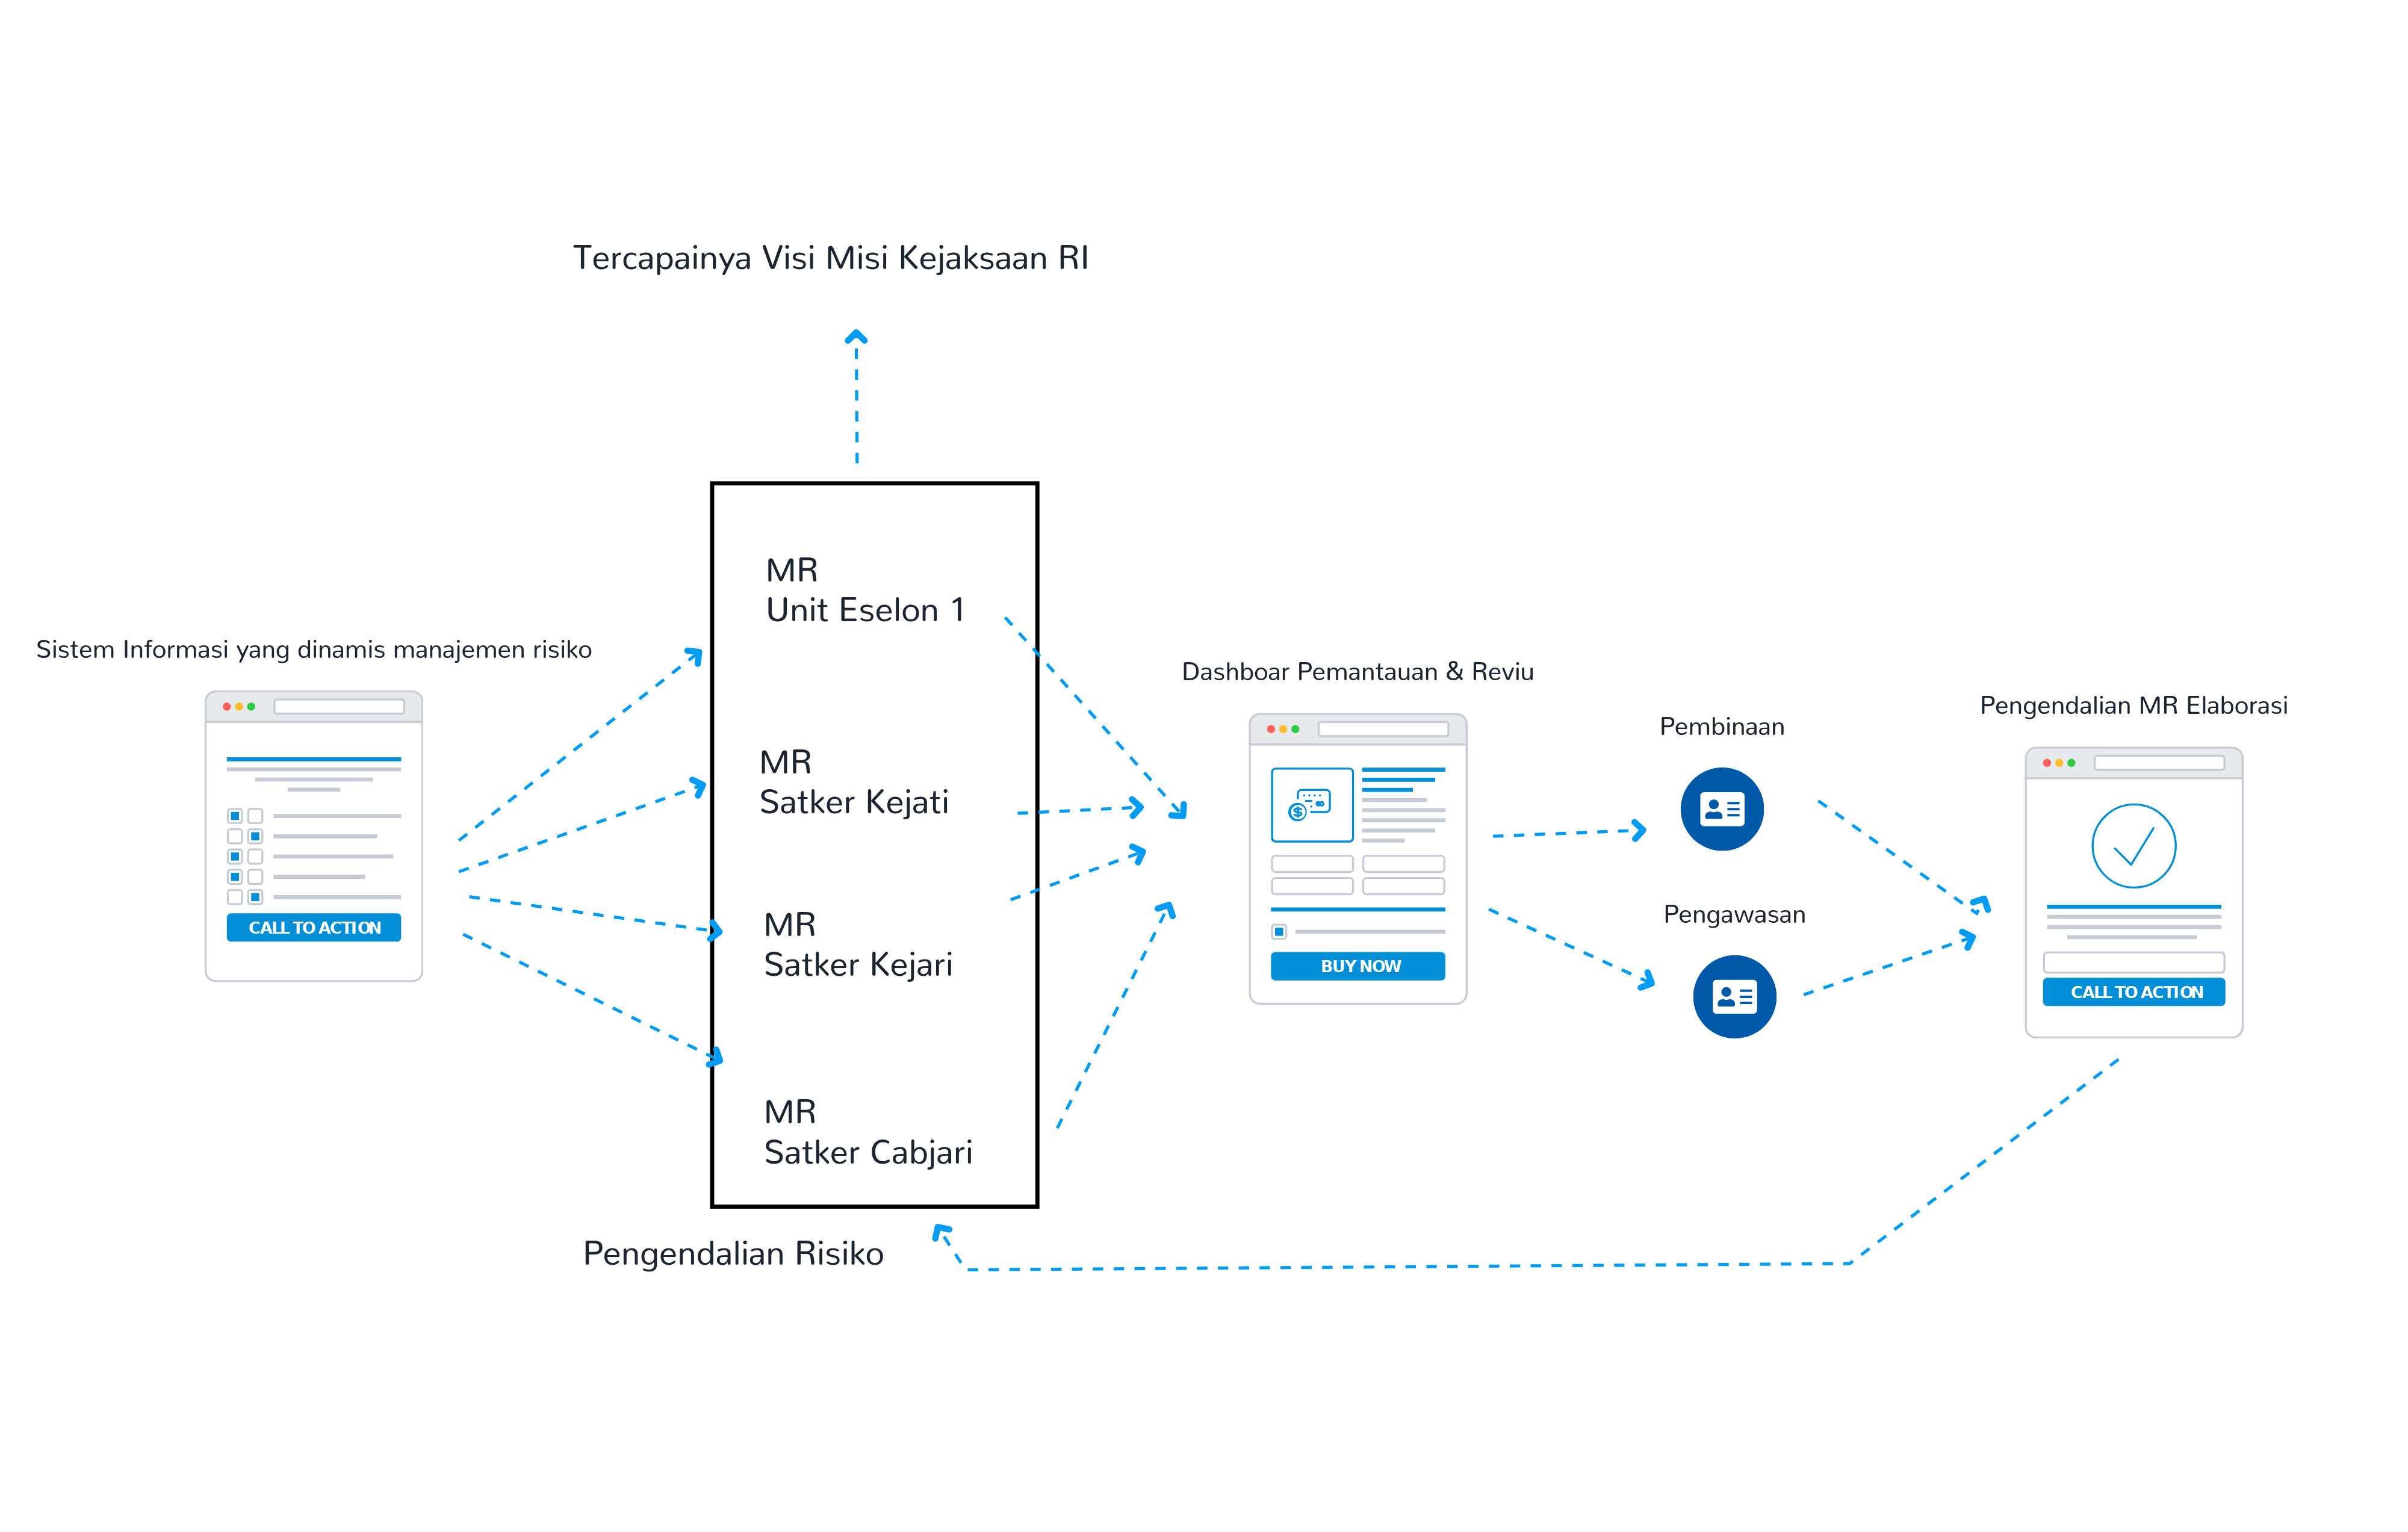 Tercapainya Visi Misi Kejaksaan RI
Sistem Informasi yang dinamis manajemen risiko
CALL TO ACTION
MR
Unit Eselon 1
MR
Satker Kejati
MR
Satker Kejari
MR
Satker Cabjari
Pengendalian Risiko
Dashboar Pemantauan & Reviu
BUY NOW
Pembinaan
Pengawasan
Pengendalian MR Elaborasi
CALL TO ACTION